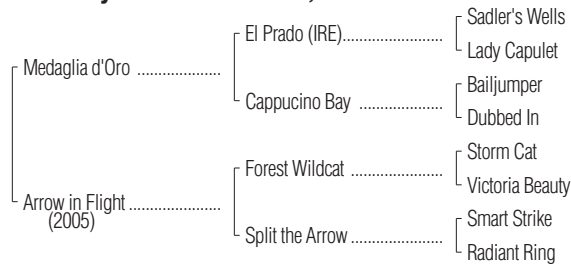 Sadler's Wells
El Prado (IRE)....................
Lady Capulet
Medaglia d'Oro ....................
Bailjumper
Cappucino Bay ....................
Dubbed In
Storm Cat
Forest Wildcat ....................
Victoria Beauty
Arrow in Flight ....................
(2005)
Smart Strike
Split the Arrow ....................
Radiant Ring